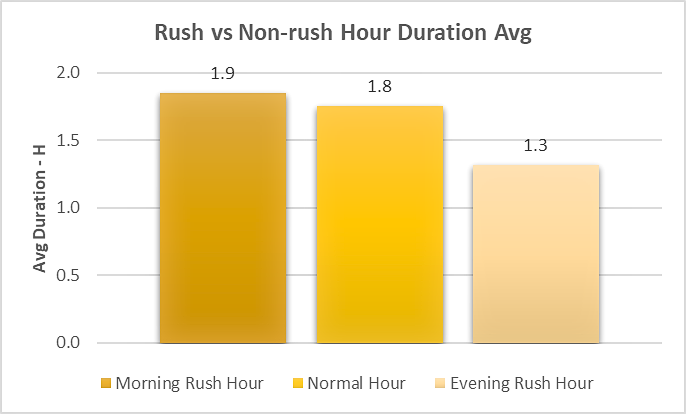 Rush vs Non-rush Hour Duration Avg
Avg Duration - H
2.0
1.5
1.0
0.5
0.0
1.9
1.8
1.3
Morning Rush Hour
Normal Hour
Evening Rush Hour